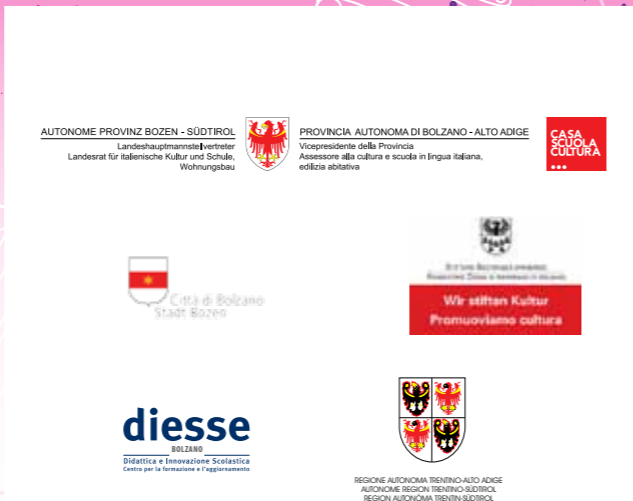 AUTONOME PROVINZ BOZEN - SÜDTIROL
Landeshauptmannstellvertreter
Landesrat für italienische Kultur und Schule,
Wohnungsbau
PROVINCIA AUTONOMA DI BOLZANO - ALTO ADIGE
Vicepresidente della Provincia
Assessore alla cultura e scuola in lingua italiana,
edilizia abitativa
CASA
SCUOLA
CULTURA
Città di Bolzano
Stadt Bozen
Wir stiften Kultur
Promuoviamo cultura
diesse
BOLZANO
Didattica e Innovazione Scolastica
Centro per la formazione e l'aggiornamento
REGIONE AUTONOMA TRENTINO-ALTO ADIGE
AUTONOME REGION TRENTINO-SÜDTIROL
REGION AUTONÓMA TRENTIN-SÜDTIROL